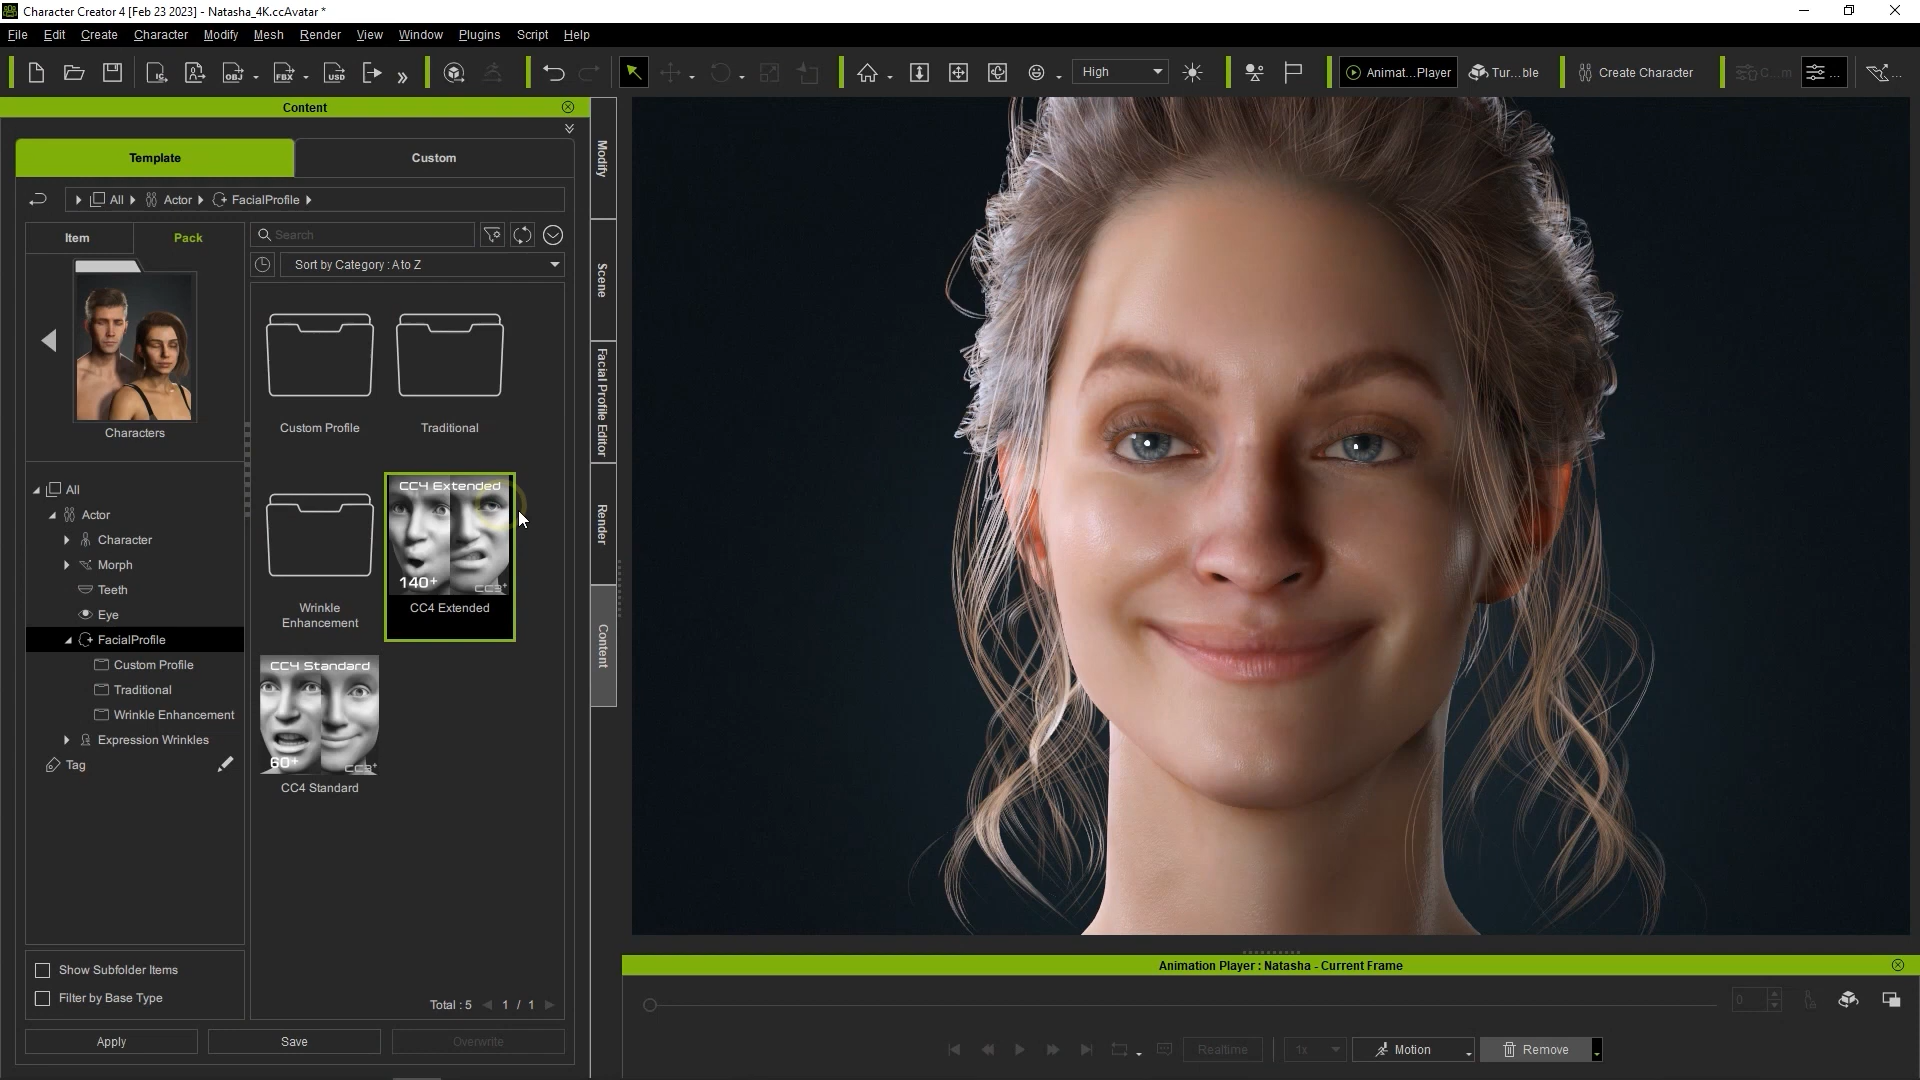 Character Creator 4 [Feb 23 2023] - Natasha_4K.ccAvatar *
File Edit Create Character Modify Mesh Render View Window Plugins Script Help
High
Animat...Player
Tur...ble
Create Character
C...m
Content
Template
Custom
All
Actor
FacialProfile
Item
Pack
Search
Sort by Category : A to Z
Characters
All
Actor
Character
Morph
Teeth
Eye
FacialProfile
Custom Profile
Traditional
Wrinkle Enhancement
Expression Wrinkles
Tag
Custom Profile
Traditional
Wrinkle
Enhancement
CC4 Extended
140+
CC3+
CC4 Extended
CC4 Standard
60+
CC3+
CC4 Standard
Show Subfolder Items
Filter by Base Type
Total : 5
1 / 1
Apply
Save
Overwrite
Modify
Scene
Facial Profile Editor
Render
Content
Animation Player : Natasha - Current Frame
0
Realtime
1x
Motion
Remove